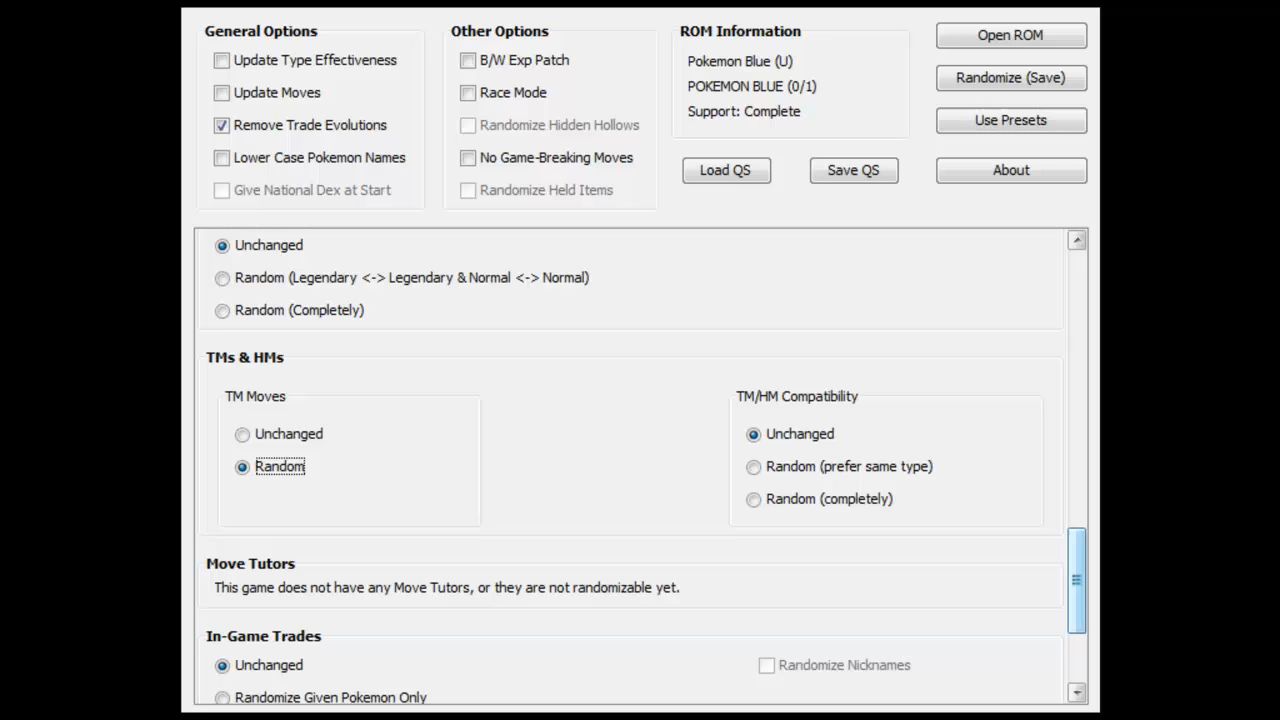 General Options
Update Type Effectiveness
Update Moves
Remove Trade Evolutions
Lower Case Pokemon Names
Give National Dex at Start
Other Options
B/W Exp Patch
Race Mode
Randomize Hidden Hollows
No Game-Breaking Moves
Randomize Held Items
ROM Information
Pokemon Blue (U)
POKEMON BLUE (0/1)
Support: Complete
Load QS
Save QS
Open ROM
Randomize (Save)
Use Presets
About
Unchanged
Random (Legendary <-> Legendary & Normal <-> Normal)
Random (Completely)
TMs & HMs
TM Moves
Unchanged
Random
TM/HM Compatibility
Unchanged
Random (prefer same type)
Random (completely)
Move Tutors
This game does not have any Move Tutors, or they are not randomizable yet.
In-Game Trades
Unchanged
Randomize Nicknames
Randomize Given Pokemon Only